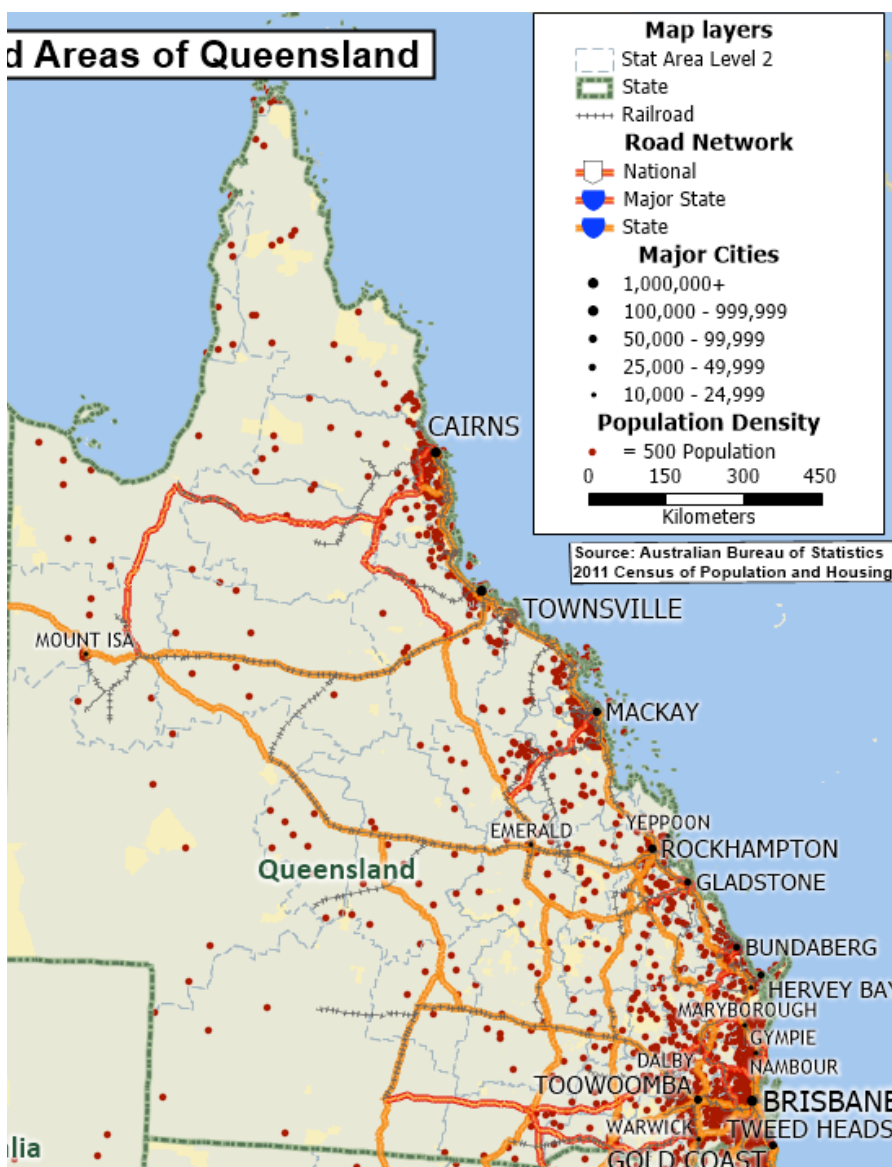 d Areas of Queensland
Map layers
Stat Area Level 2
State
Railroad
Road Network
National
Major State
State
Major Cities
1,000,000+
100,000 - 999,999
50,000 - 99,999
25,000 - 49,999
10,000 - 24,999
Population Density
= 500 Population
0 150 300 450
Kilometers
Source: Australian Bureau of Statistics
2011 Census of Population and Housing
CAIRNS
TOWNSVILLE
MOUNT ISA
MACKAY
YEPPOON
EMERALD
ROCKHAMPTON
Queensland
GLADSTONE
BUNDABERG
HERVEY BAY
MARYBOROUGH
GYMPIE
DALBY
NAMBOUR
TOOWOOMBA
BRISBANE
WARWICK
TWEED HEADS
lia
GOLD COAST